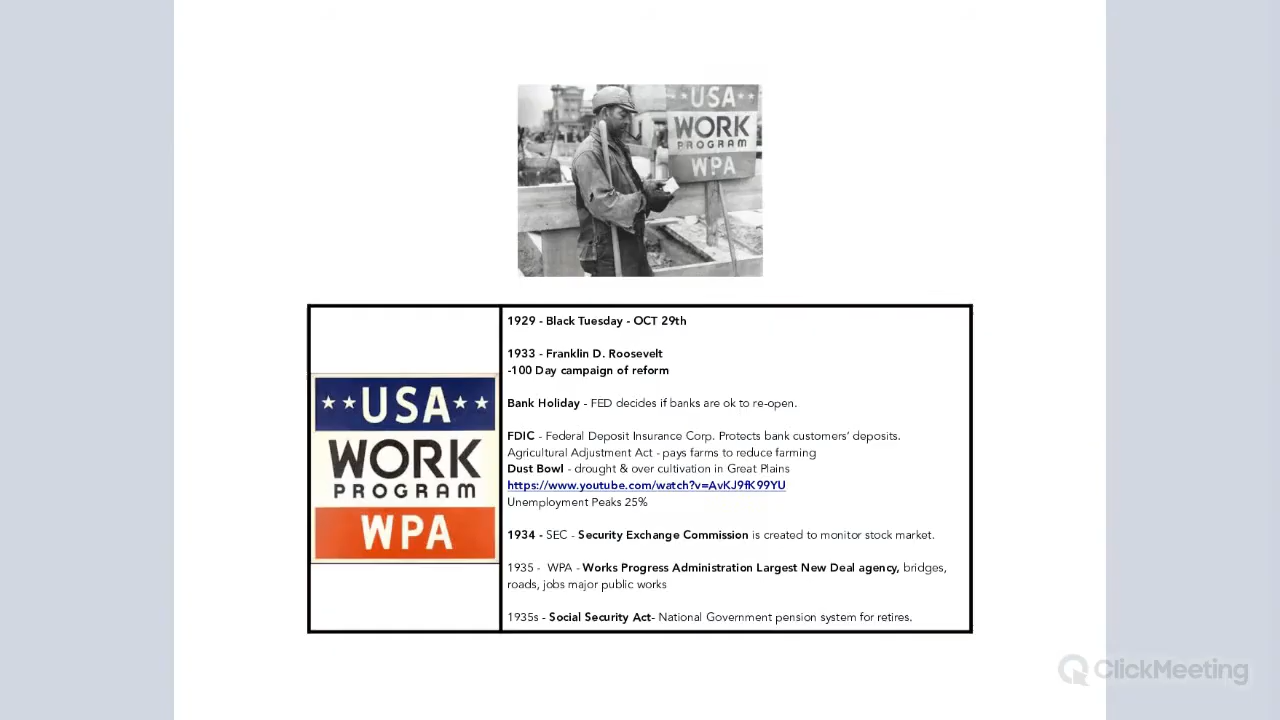 ★★USA★★
WORK
PROGRAM
WPA
★★USA★★
WORK
PROGRAM
WPA
1929 - Black Tuesday - OCT 29th
1933 - Franklin D. Roosevelt
-100 Day campaign of reform
Bank Holiday - FED decides if banks are ok to re-open.
FDIC - Federal Deposit Insurance Corp. Protects bank customers’ deposits.
Agricultural Adjustment Act - pays farms to reduce farming
Dust Bowl - drought & over cultivation in Great Plains
https://www.youtube.com/watch?v=AvKJ9fK99YU
Unemployment Peaks 25%
1934 - SEC - Security Exchange Commission is created to monitor stock market.
1935 - WPA - Works Progress Administration Largest New Deal agency, bridges,
roads, jobs major public works
1935s - Social Security Act- National Government pension system for retires.
ClickMeeting